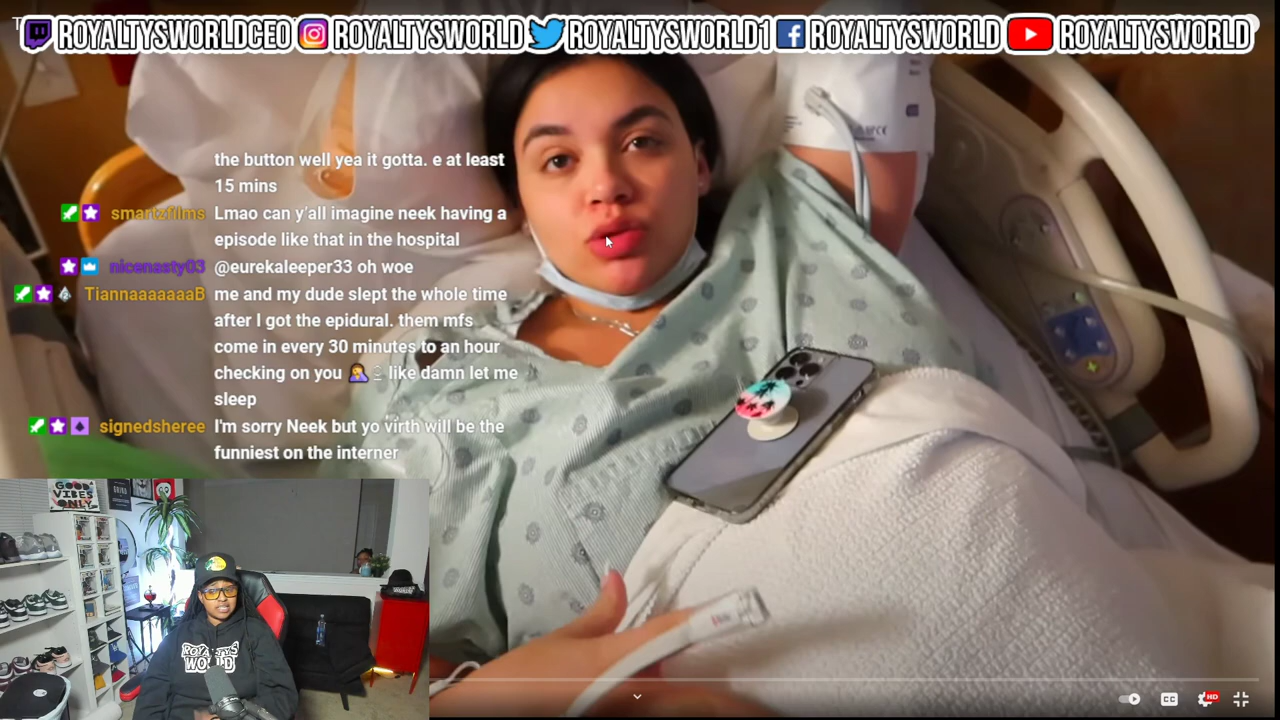 ROYALTYSWORLDCEO ROYALTYSWORLD ROYALTYSWORLD1 ROYALTYSWORLD ROYALTYSWORLD
the button well yea it gotta. e at least
15 mins
smartzfilms Lmao can y'all imagine neek having a
episode like that in the hospital
nicenasty03 @eurekaleeper33 oh woe
TiannaaaaaaaB me and my dude slept the whole time
after I got the epidural. them mfs
come in every 30 minutes to an hour
checking on you 🤦‍♀️ like damn let me
sleep
signedsheree I'm sorry Neek but yo virth will be the
funniest on the interner
GOOD
VIBES
ONLY
ROYALTYS
WORLD
CC
HD